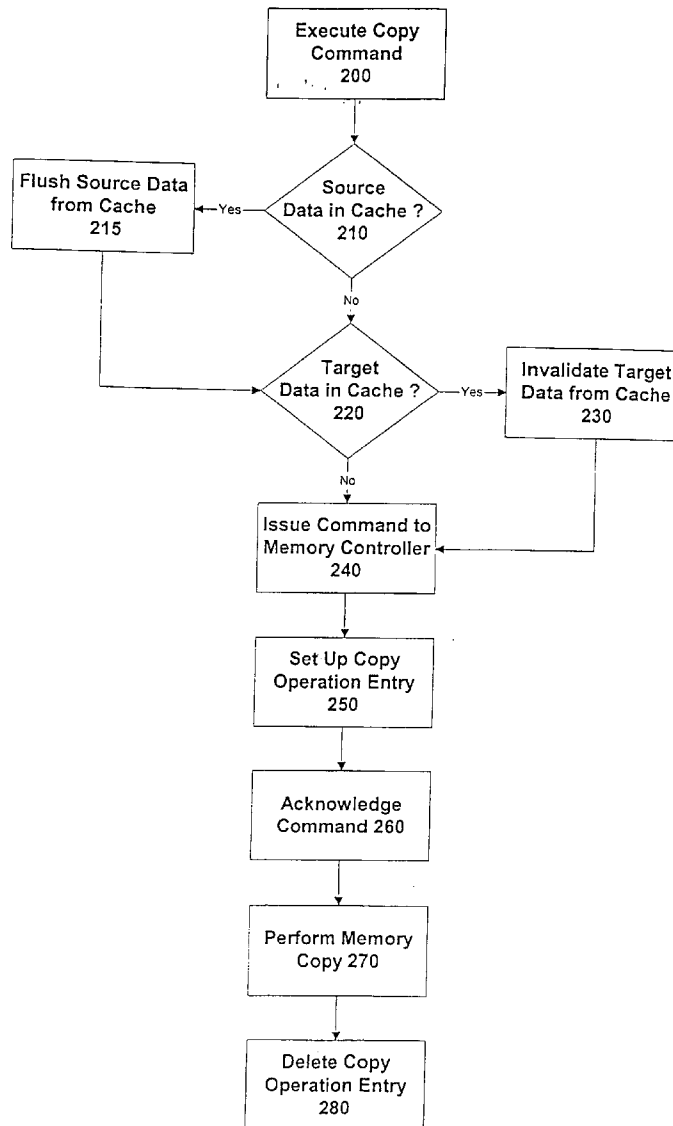 Execute Copy
Command
200
Source
Data in Cache ?
210
Yes
Flush Source Data
from Cache
215
No
Target
Data in Cache ?
220
Yes
Invalidate Target
Data from Cache
230
No
Issue Command to
Memory Controller
240
Set Up Copy
Operation Entry
250
Acknowledge
Command 260
Perform Memory
Copy 270
Delete Copy
Operation Entry
280